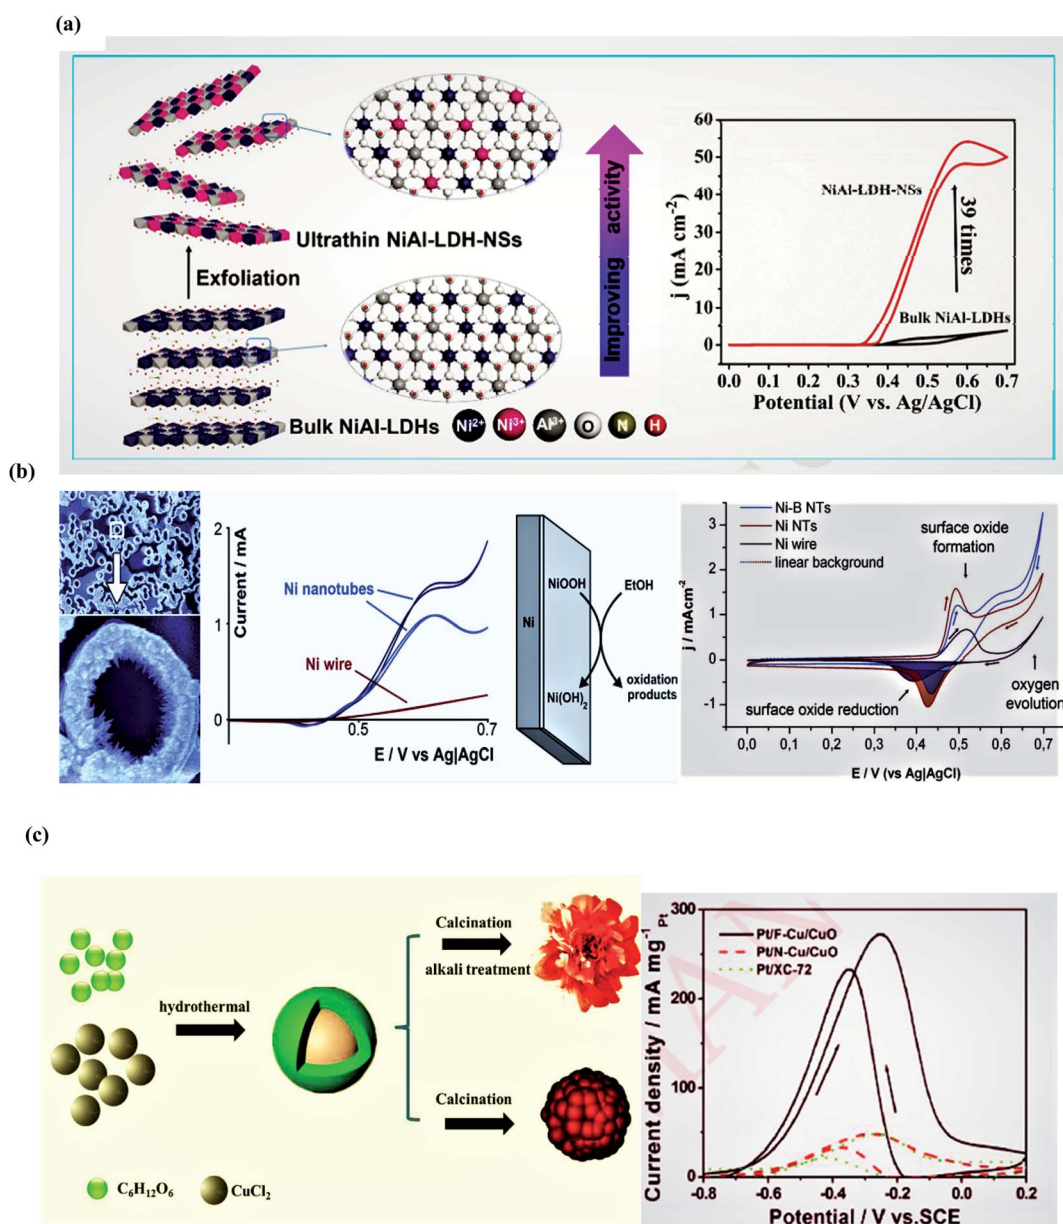 (a)
Ultrathin NiAl-LDH-NSs
Exfoliation
Bulk NiAl-LDHs
Ni2+ Ni3+ Al3+ O N H
Improving activity
60
50
40
30
20
10
0
j (mA cm-2)
NiAl-LDH-NSs
39 times
Bulk NiAl-LDHs
0.0 0.1 0.2 0.3 0.4 0.5 0.6 0.7
Potential (V vs. Ag/AgCl)
(b)
2
1
0
Current / mA
Ni nanotubes
Ni wire
0.5 0.7
E / V vs Ag|AgCl
Ni
NiOOH
EtOH
Ni(OH)2
oxidation
products
Ni-B NTs
Ni NTs
Ni wire
linear background
surface oxide
formation
3
2
1
0
-1
j / mAcm-2
surface oxide reduction
oxygen
evolution
0,0 0,1 0,2 0,3 0,4 0,5 0,6 0,7
E / V (vs Ag|AgCl)
(c)
hydrothermal
Calcination
alkali treatment
Calcination
C6H12O6
CuCl2
300
200
100
0
Current density / mA mg-1 Pt
Pt/F-Cu/CuO
Pt/N-Cu/CuO
Pt/XC-72
-0.8 -0.6 -0.4 -0.2 0.0 0.2
Potential / V vs.SCE